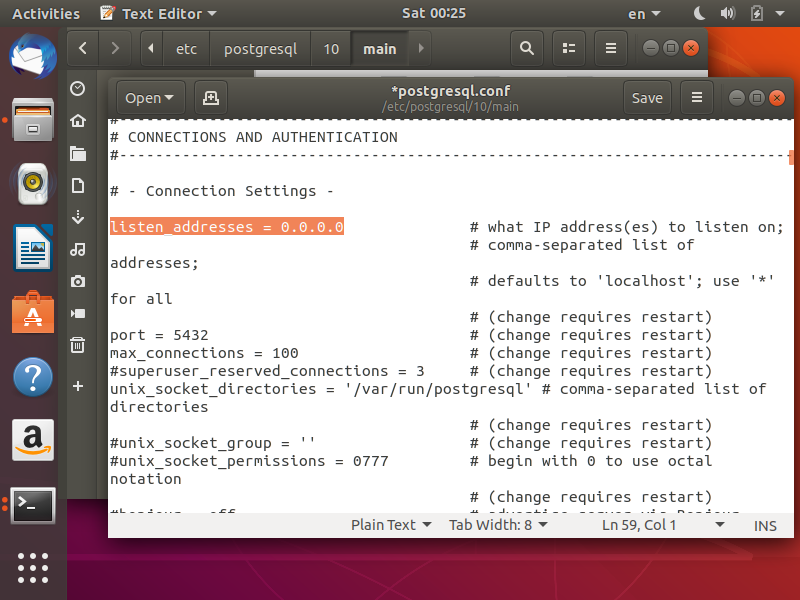 Activities Text Editor Sat 00:25 en
etc postgresql 10 main
Open *postgresql.conf Save
/etc/postgresql/10/main
# CONNECTIONS AND AUTHENTICATION
#---------------------------------------------------------------------------
# - Connection Settings -
listen_addresses = 0.0.0.0 # what IP address(es) to listen on;
# comma-separated list of
addresses;
# defaults to 'localhost'; use '*'
for all
# (change requires restart)
port = 5432 # (change requires restart)
max_connections = 100 # (change requires restart)
#superuser_reserved_connections = 3 # (change requires restart)
unix_socket_directories = '/var/run/postgresql' # comma-separated list of
directories
# (change requires restart)
#unix_socket_group = '' # (change requires restart)
#unix_socket_permissions = 0777 # begin with 0 to use octal
notation
# (change requires restart)
Plain Text Tab Width: 8 Ln 59, Col 1 INS